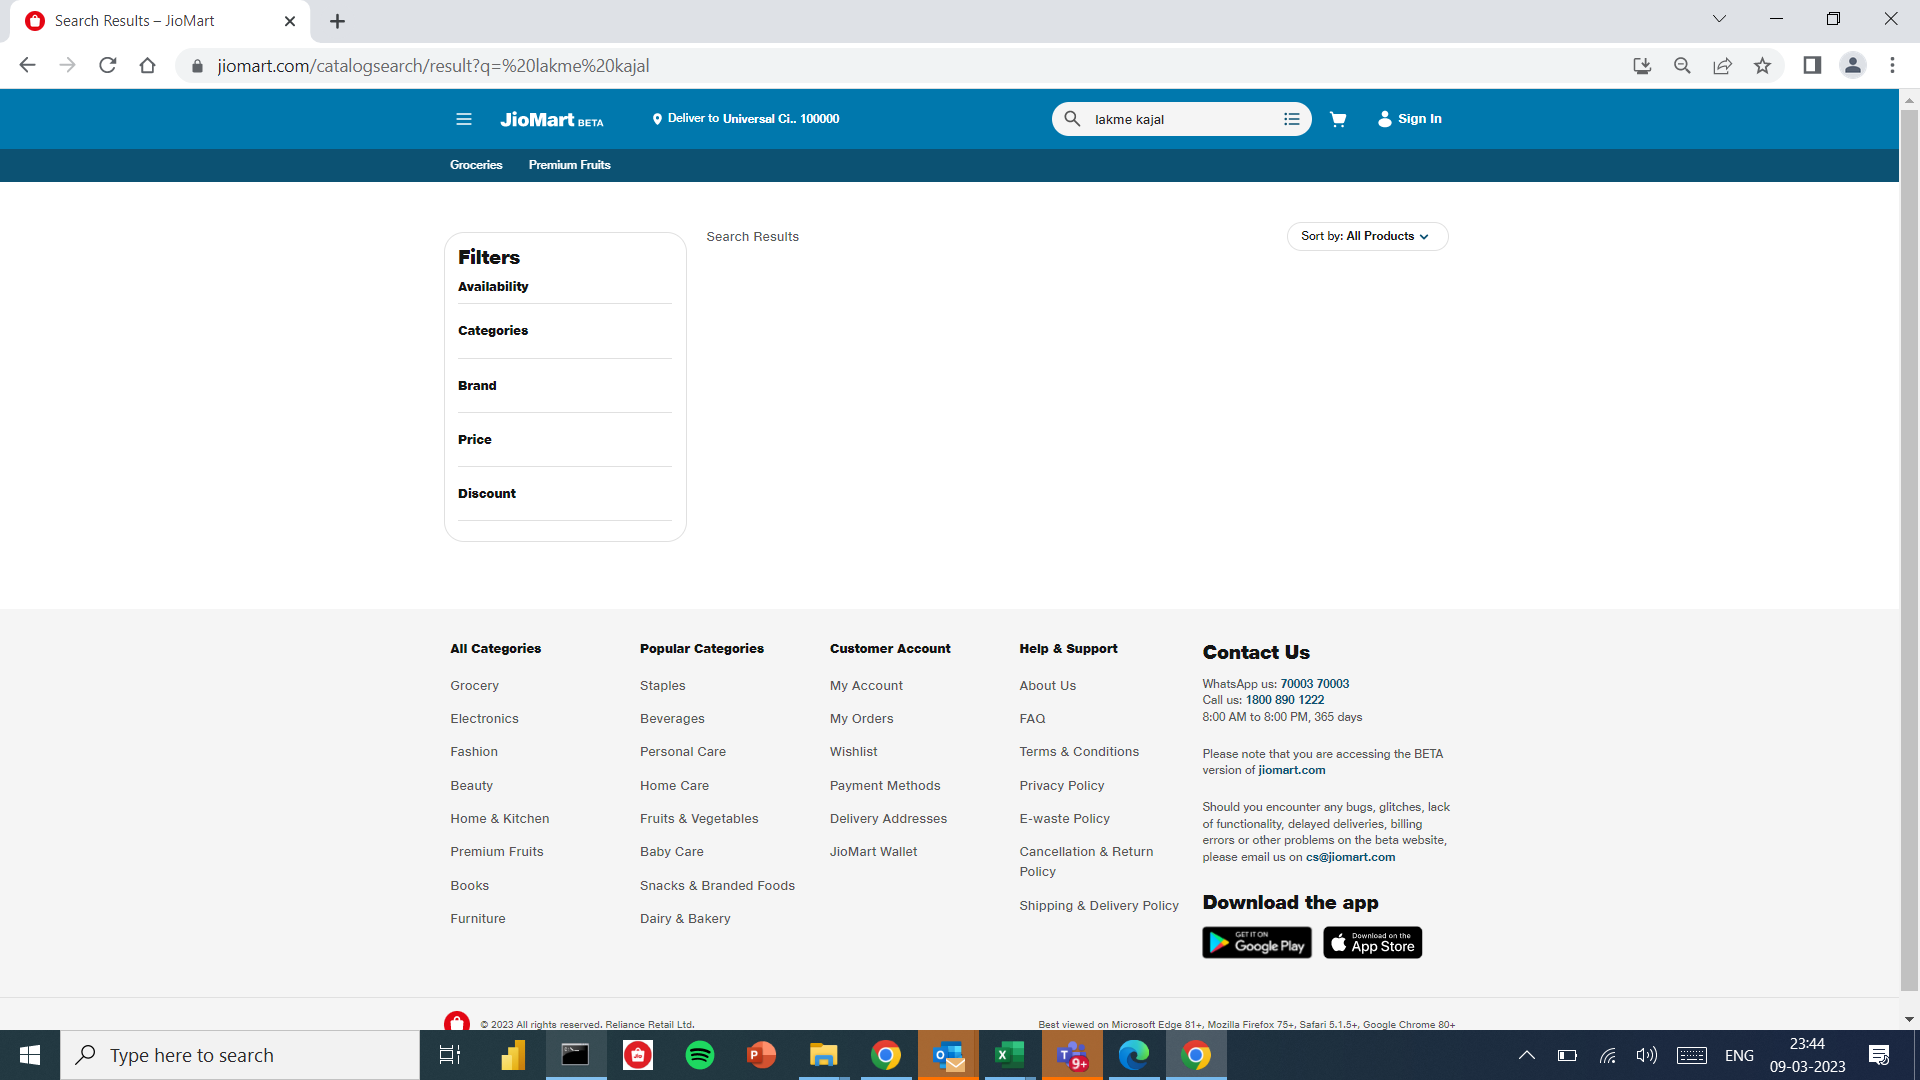 Search Results – JioMart
jiomart.com/catalogsearch/result?q=%20lakme%20kajal
JioMart BETA
Deliver to Universal Ci.. 100000
lakme kajal
Sign In
Groceries
Premium Fruits
Filters
Availability
Categories
Brand
Price
Discount
Search Results
Sort by: All Products
All Categories
Grocery
Electronics
Fashion
Beauty
Home & Kitchen
Premium Fruits
Books
Furniture
Popular Categories
Staples
Beverages
Personal Care
Home Care
Fruits & Vegetables
Baby Care
Snacks & Branded Foods
Dairy & Bakery
Customer Account
My Account
My Orders
Wishlist
Payment Methods
Delivery Addresses
JioMart Wallet
Help & Support
About Us
FAQ
Terms & Conditions
Privacy Policy
E-waste Policy
Cancellation & Return
Policy
Shipping & Delivery Policy
Contact Us
WhatsApp us: 70003 70003
Call us: 1800 890 1222
8:00 AM to 8:00 PM, 365 days
Please note that you are accessing the BETA
version of jiomart.com
Should you encounter any bugs, glitches, lack
of functionality, delayed deliveries, billing
errors or other problems on the beta website,
please email us on cs@jiomart.com
Download the app
GET IT ON
Google Play
Download on the
App Store
© 2023 All rights reserved. Reliance Retail Ltd.
Best viewed on Microsoft Edge 81+, Mozilla Firefox 75+, Safari 5.1.5+, Google Chrome 80+
Type here to search
9+
ENG
23:44
09-03-2023